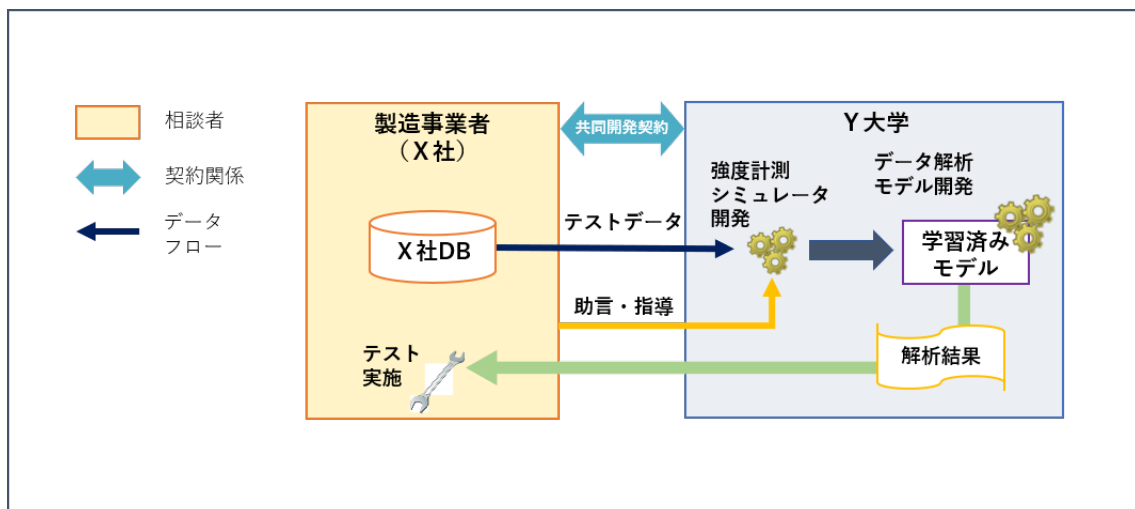 相談者
契約関係
データ
フロー
製造事業者
（X社）
共同開発契約
Y大学
X社DB
テストデータ
強度計測
シミュレータ
開発
データ解析
モデル開発
学習済み
モデル
助言・指導
テスト
実施
解析結果